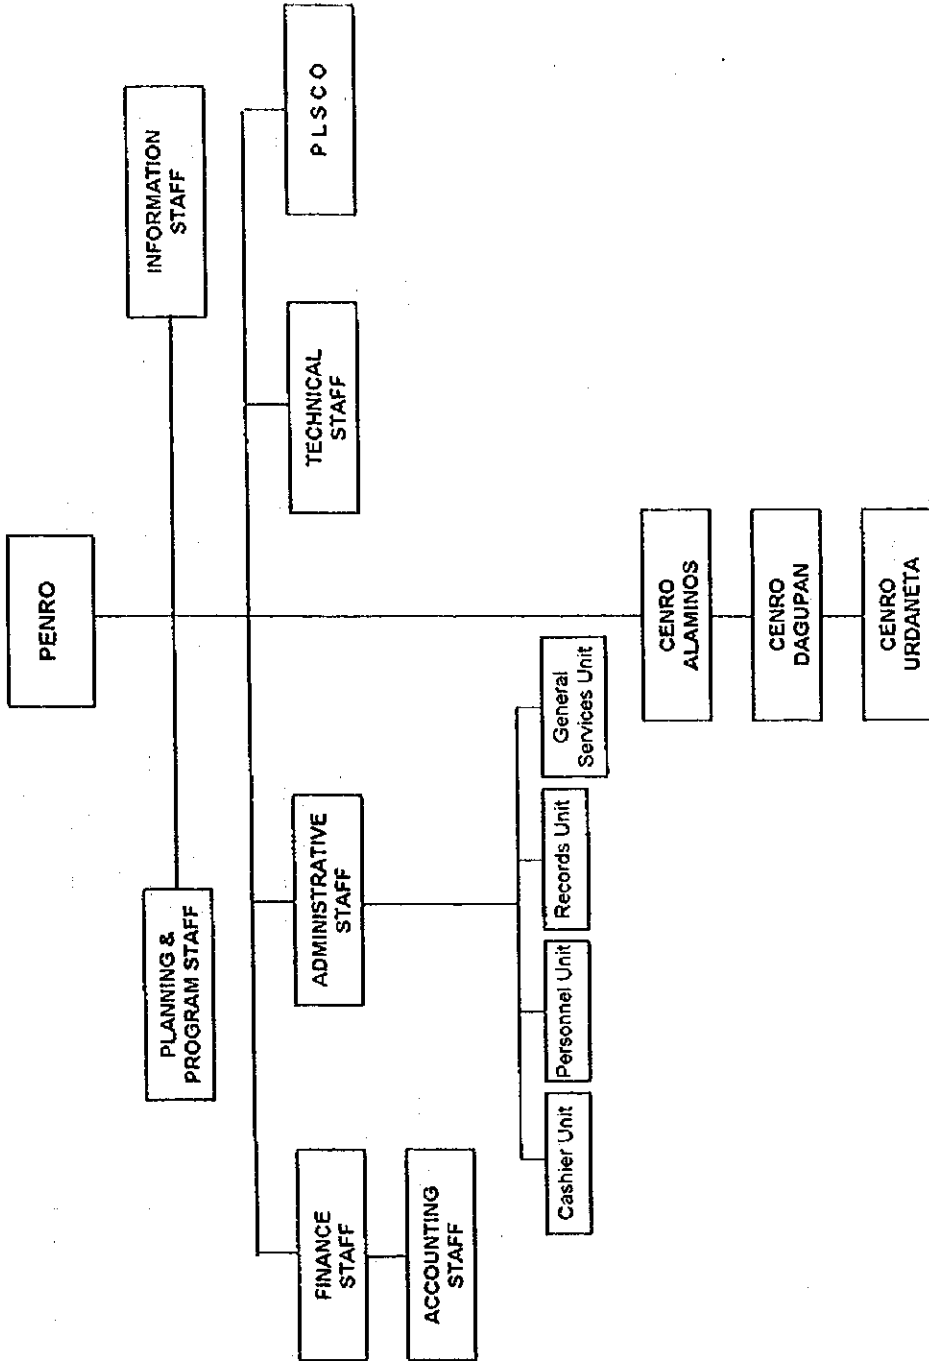 PENRO
PLANNING &
PROGRAM STAFF
INFORMATION
STAFF
FINANCE
STAFF
ADMINISTRATIVE
STAFF
TECHNICAL
STAFF
P L S C O
ACCOUNTING
STAFF
Cashier Unit
Personnel Unit
Records Unit
General
Services Unit
CENRO
ALAMINOS
CENRO
DAGUPAN
CENRO
URDANETA